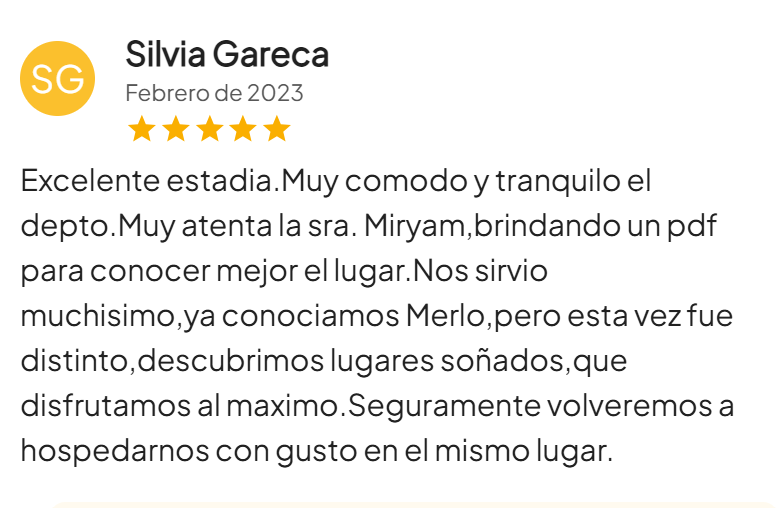 SG
Silvia Gareca
Febrero de 2023
Excelente estadia.Muy comodo y tranquilo el
depto.Muy atenta la sra. Miryam,brindando un pdf
para conocer mejor el lugar.Nos sirvio
muchisimo,ya conociamos Merlo,pero esta vez fue
distinto,descubrimos lugares soñados,que
disfrutamos al maximo.Seguramente volveremos a
hospedarnos con gusto en el mismo lugar.